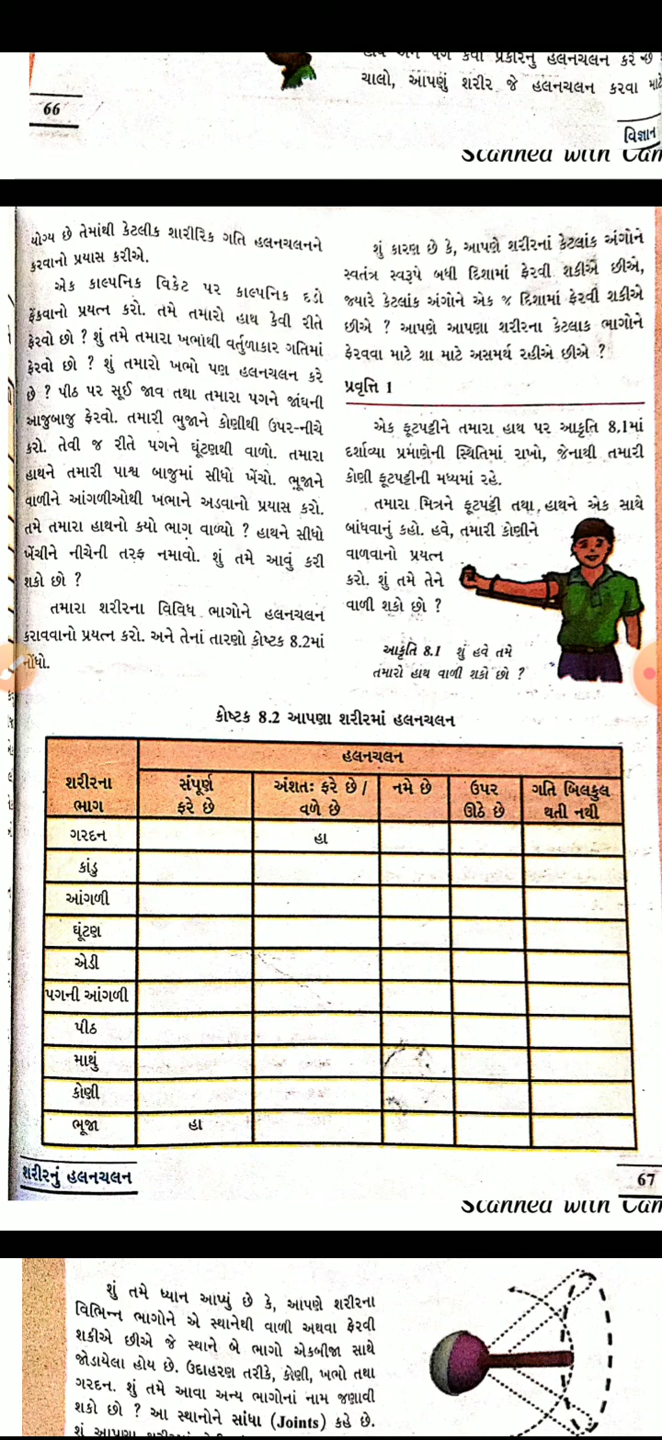 ચાલો, આપણું શરીર જે હલનચલન કરવા માટે
66
વિજ્ઞાન
Scanned with Cam
યોગ્ય છે તેમાંથી કેટલીક શારીરિક ગતિ હલનચલનને
કરવાનો પ્રયાસ કરીએ.
એક કાલ્પનિક વિકેટ પર કાલ્પનિક દડો
ફેંકવાનો પ્રયત્ન કરો. તમે તમારો હાથ કેવી રીતે
ફેરવો છો ? શું તમે તમારા ખભાથી વર્તુળાકાર ગતિમાં
ફેરવો છો ? શું તમારો ખભો પણ હલનચલન કરે
છે ? પીઠ પર સૂઈ જાવ તથા તમારા પગને જાંઘની
આજુબાજુ ફેરવો. તમારી ભુજાને કોણીથી ઉપર-નીચે
કરો. તેવી જ રીતે પગને ઘૂંટણથી વાળો. તમારા
હાથને તમારી પાશ્વ બાજુમાં સીધો ખેંચો. ભૂજાને
વાળીને આંગળીઓથી ખભાને અડવાનો પ્રયાસ કરો.
તમે તમારા હાથનો કયો ભાગ વાળ્યો ? હાથને સીધો
ખેંચીને નીચેની તરફ નમાવો. શું તમે આવું કરી
શકો છો ?
તમારા શરીરના વિવિધ ભાગોને હલનચલન
કરાવવાનો પ્રયત્ન કરો. અને તેનાં તારણો કોષ્ટક 8.2માં
નોંધો.
શું કારણ છે કે, આપણે શરીરનાં કેટલાંક અંગોને
સ્વતંત્ર સ્વરૂપે બધી દિશામાં ફેરવી શકીએ છીએ,
જ્યારે કેટલાંક અંગોને એક જ દિશામાં ફેરવી શકીએ
છીએ ? આપણે આપણા શરીરના કેટલાક ભાગોને
ફેરવવા માટે શા માટે અસમર્થ રહીએ છીએ ?
પ્રવૃત્તિ 1
એક ફૂટપટ્ટીને તમારા હાથ પર આકૃતિ 8.1માં
દર્શાવ્યા પ્રમાણેની સ્થિતિમાં રાખો, જેનાથી તમારી
કોણી ફૂટપટ્ટીની મધ્યમાં રહે.
તમારા મિત્રને ફૂટપટ્ટી તથા હાથને એક સાથે
બાંધવાનું કહો. હવે, તમારી કોણીને
વાળવાનો પ્રયત્ન
કરો. શું તમે તેને
વાળી શકો છો ?
આકૃતિ 8.1 શું હવે તમે
તમારો હાથ વાળી શકો છો ?
કોષ્ટક 8.2 આપણા શરીરમાં હલનચલન
હલનચલન
શરીરના ભાગ સંપૂર્ણ ફરે છે અંશતઃ ફરે છે / વળે છે નમે છે ઉપર ઊઠે છે ગતિ બિલકુલ થતી નથી
ગરદન હા
કાંડુ
આંગળી
ઘૂંટણ
એડી
પગની આંગળી
પીઠ
માથું
કોણી
ભૂજા હા
શરીરનું હલનચલન
67
Scanned with Cam
શું તમે ધ્યાન આપ્યું છે કે, આપણે શરીરના
વિભિન્ન ભાગોને એ સ્થાનેથી વાળી અથવા ફેરવી
શકીએ છીએ જે સ્થાને બે ભાગો એકબીજા સાથે
જોડાયેલા હોય છે. ઉદાહરણ તરીકે, કોણી, ખભો તથા
ગરદન. શું તમે આવા અન્ય ભાગોનાં નામ જણાવી
શકો છો ? આ સ્થાનોને સાંધા (Joints) કહે છે.